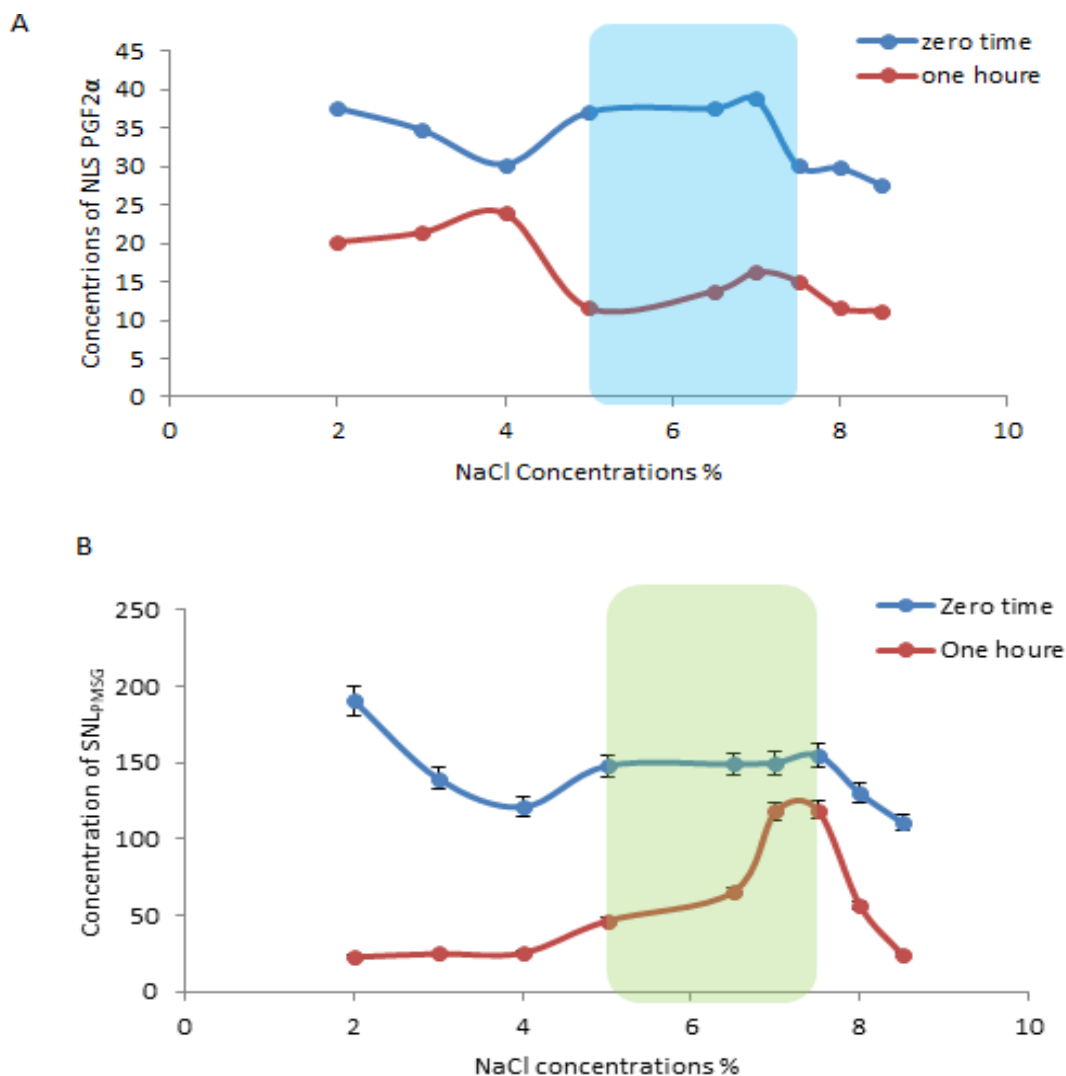 A
zero time
one houre
45
40
35
30
25
20
15
10
5
0
Concentrions of NLS PGF2α
0 2 4 6 8 10
NaCl Concentrations %
B
Zero time
One houre
250
200
150
100
50
0
Concentration of SNLPMSG
0 2 4 6 8 10
NaCl concentrations %